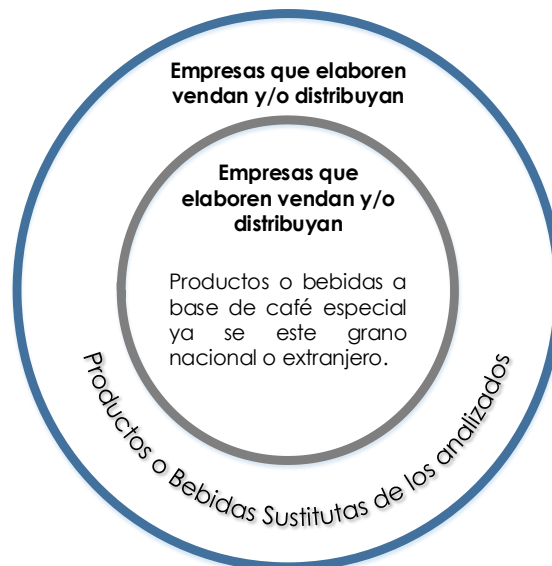 Empresas que elaboren
vendan y/o distribuyan
Empresas que
elaboren vendan y/o
distribuyan
Productos o bebidas a
base de café especial
ya se este grano
nacional o extranjero.
Productos o Bebidas Sustitutas de los analizados